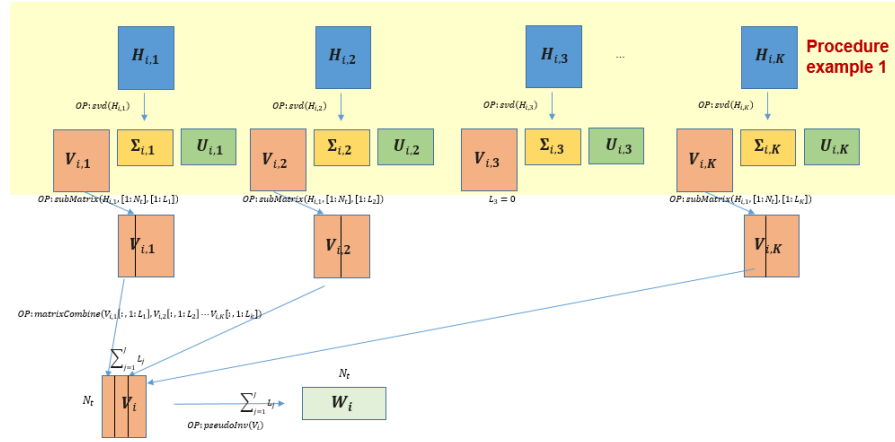 H_{i,1} H_{i,2} H_{i,3} ... H_{i,K}
Procedure
example 1
OP:svd(H_{i,1}) OP:svd(H_{i,2}) OP:svd(H_{i,3}) OP:svd(H_{i,K})
V_{i,1} Σ_{i,1} U_{i,1} V_{i,2} Σ_{i,2} U_{i,2} V_{i,3} Σ_{i,3} U_{i,3} V_{i,K} Σ_{i,K} U_{i,K}
OP:subMatrix(H_{i,1},[1:N_t],[1:L_1]) OP:subMatrix(H_{i,1},[1:N_t],[1:L_2]) L_3 = 0 OP:subMatrix(H_{i,1},[1:N_t],[1:L_K])
V_{i,1} V_{i,2} V_{i,K}
OP:matrixCombine(V_{i,1}[:,1:L_1],V_{i,2}[:,1:L_2]⋯V_{i,K}[:,1:L_k])
∑_{j=1}^{j} L_j
N_t V_i
N_t
∑_{j=1}^{j} L_j W_i
OP:pseudoInv(V_i)